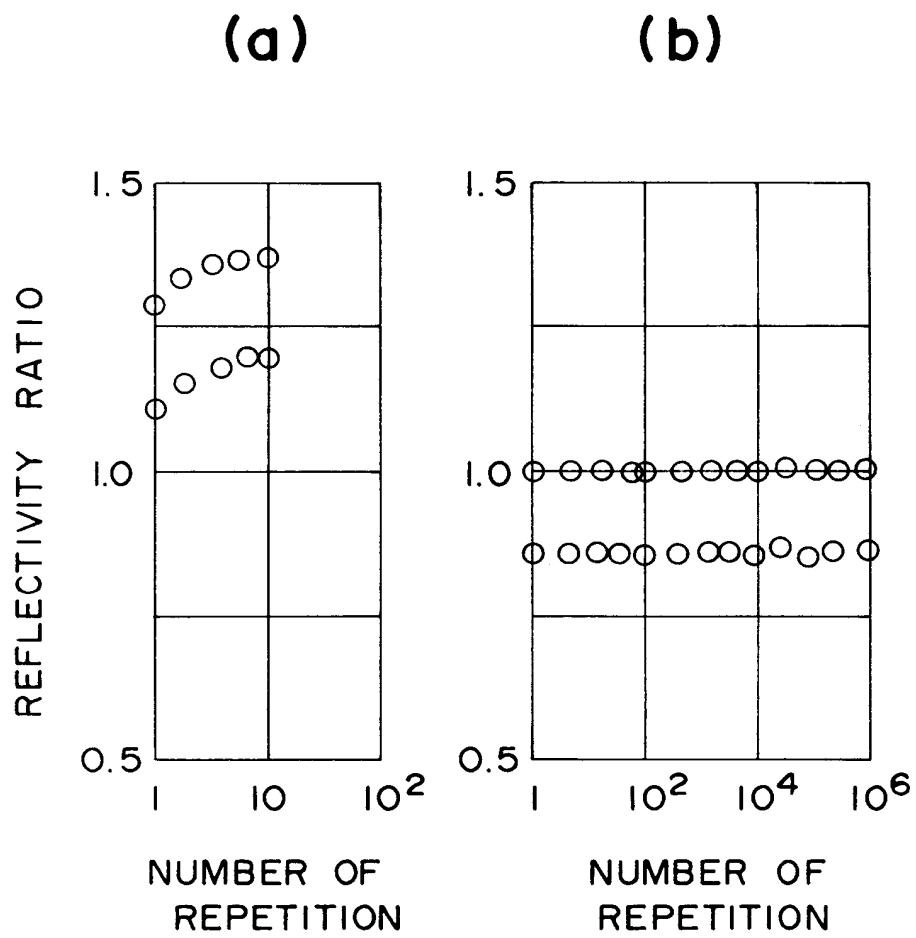 (a)
(b)
REFLECTIVITY RATIO
1.5
1.0
0.5
1 10 10²
NUMBER OF
REPETITION
1.5
1.0
0.5
1 10² 10⁴ 10⁶
NUMBER OF
REPETITION